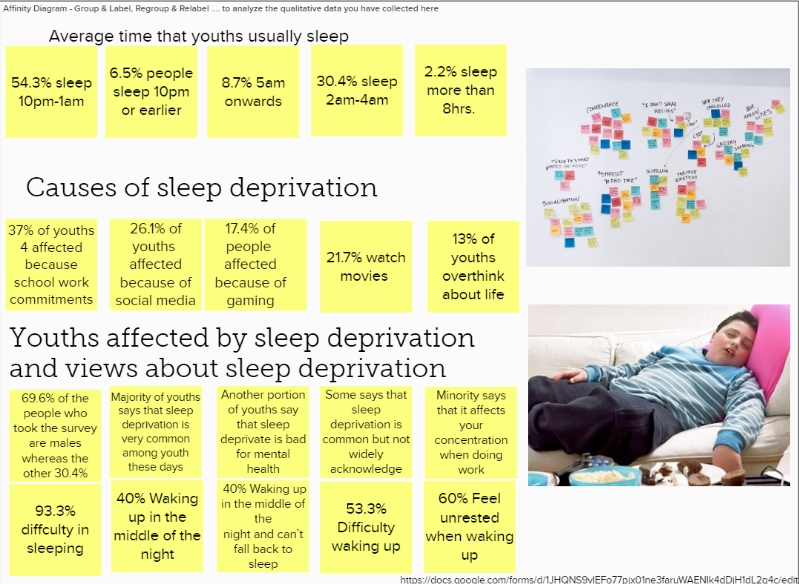 Affinity Diagram - Group & Label, Regroup & Relabel .... to analyze the qualitative data you have collected here
Average time that youths usually sleep
54.3% sleep
10pm-1am
6.5% people
sleep 10pm
or earlier
8.7% 5am
onwards
30.4% sleep
2am-4am
2.2% sleep
more than
8hrs.
Causes of sleep deprivation
37% of youths
4 affected
because
school work
commitments
26.1% of
youths
affected
because of
social media
17.4% of
people
affected
because of
gaming
21.7% watch
movies
13% of
youths
overthink
about life
CONVENIENCE
Youths affected by sleep deprivation
and views about sleep deprivation
69.6% of the
people who
took the survey
are males
whereas the
other 30.4%
Majority of youths
says that sleep
deprivation is
very common
among youth
these days
Another portion
of youths say
that sleep
deprivate is bad
for mental
health
Some says that
sleep
deprivation is
common but not
widely
acknowledge
Minority says
that it affects
your
concentration
when doing
work
93.3%
diffculty in
sleeping
40% Waking
up in the
middle of the
night
40% Waking up
in the middle of
the
night and can't
fall back to
sleep
53.3%
Difficulty
waking up
60% Feel
unrested
when waking
up